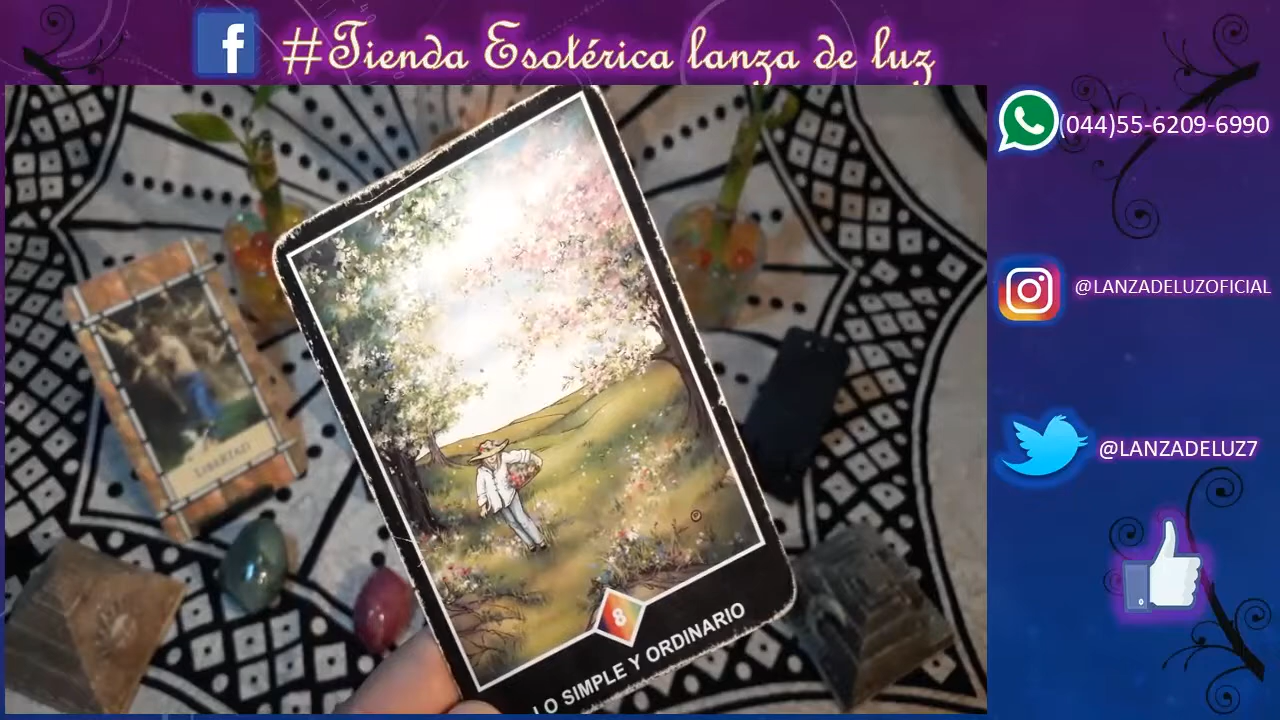 #Tienda Esotérica lanza de luz
(044)55-6209-6990
@LANZADELUZOFICIAL
@LANZADELUZ7
LIBERTAD
8
LO SIMPLE Y ORDINARIO